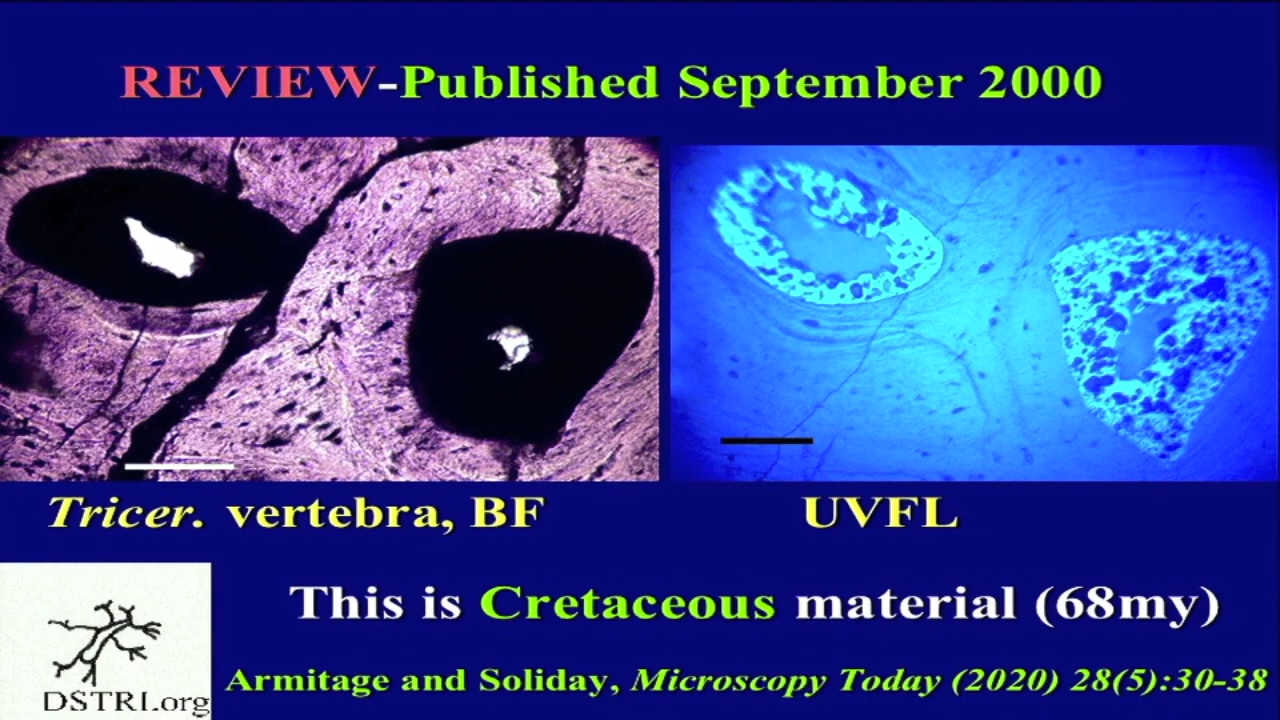 REVIEW-Published September 2000
Tricer. vertebra, BF
UVFL
This is Cretaceous material (68my)
Armitage and Soliday, Microscopy Today (2020) 28(5):30-38
DSTRI.org